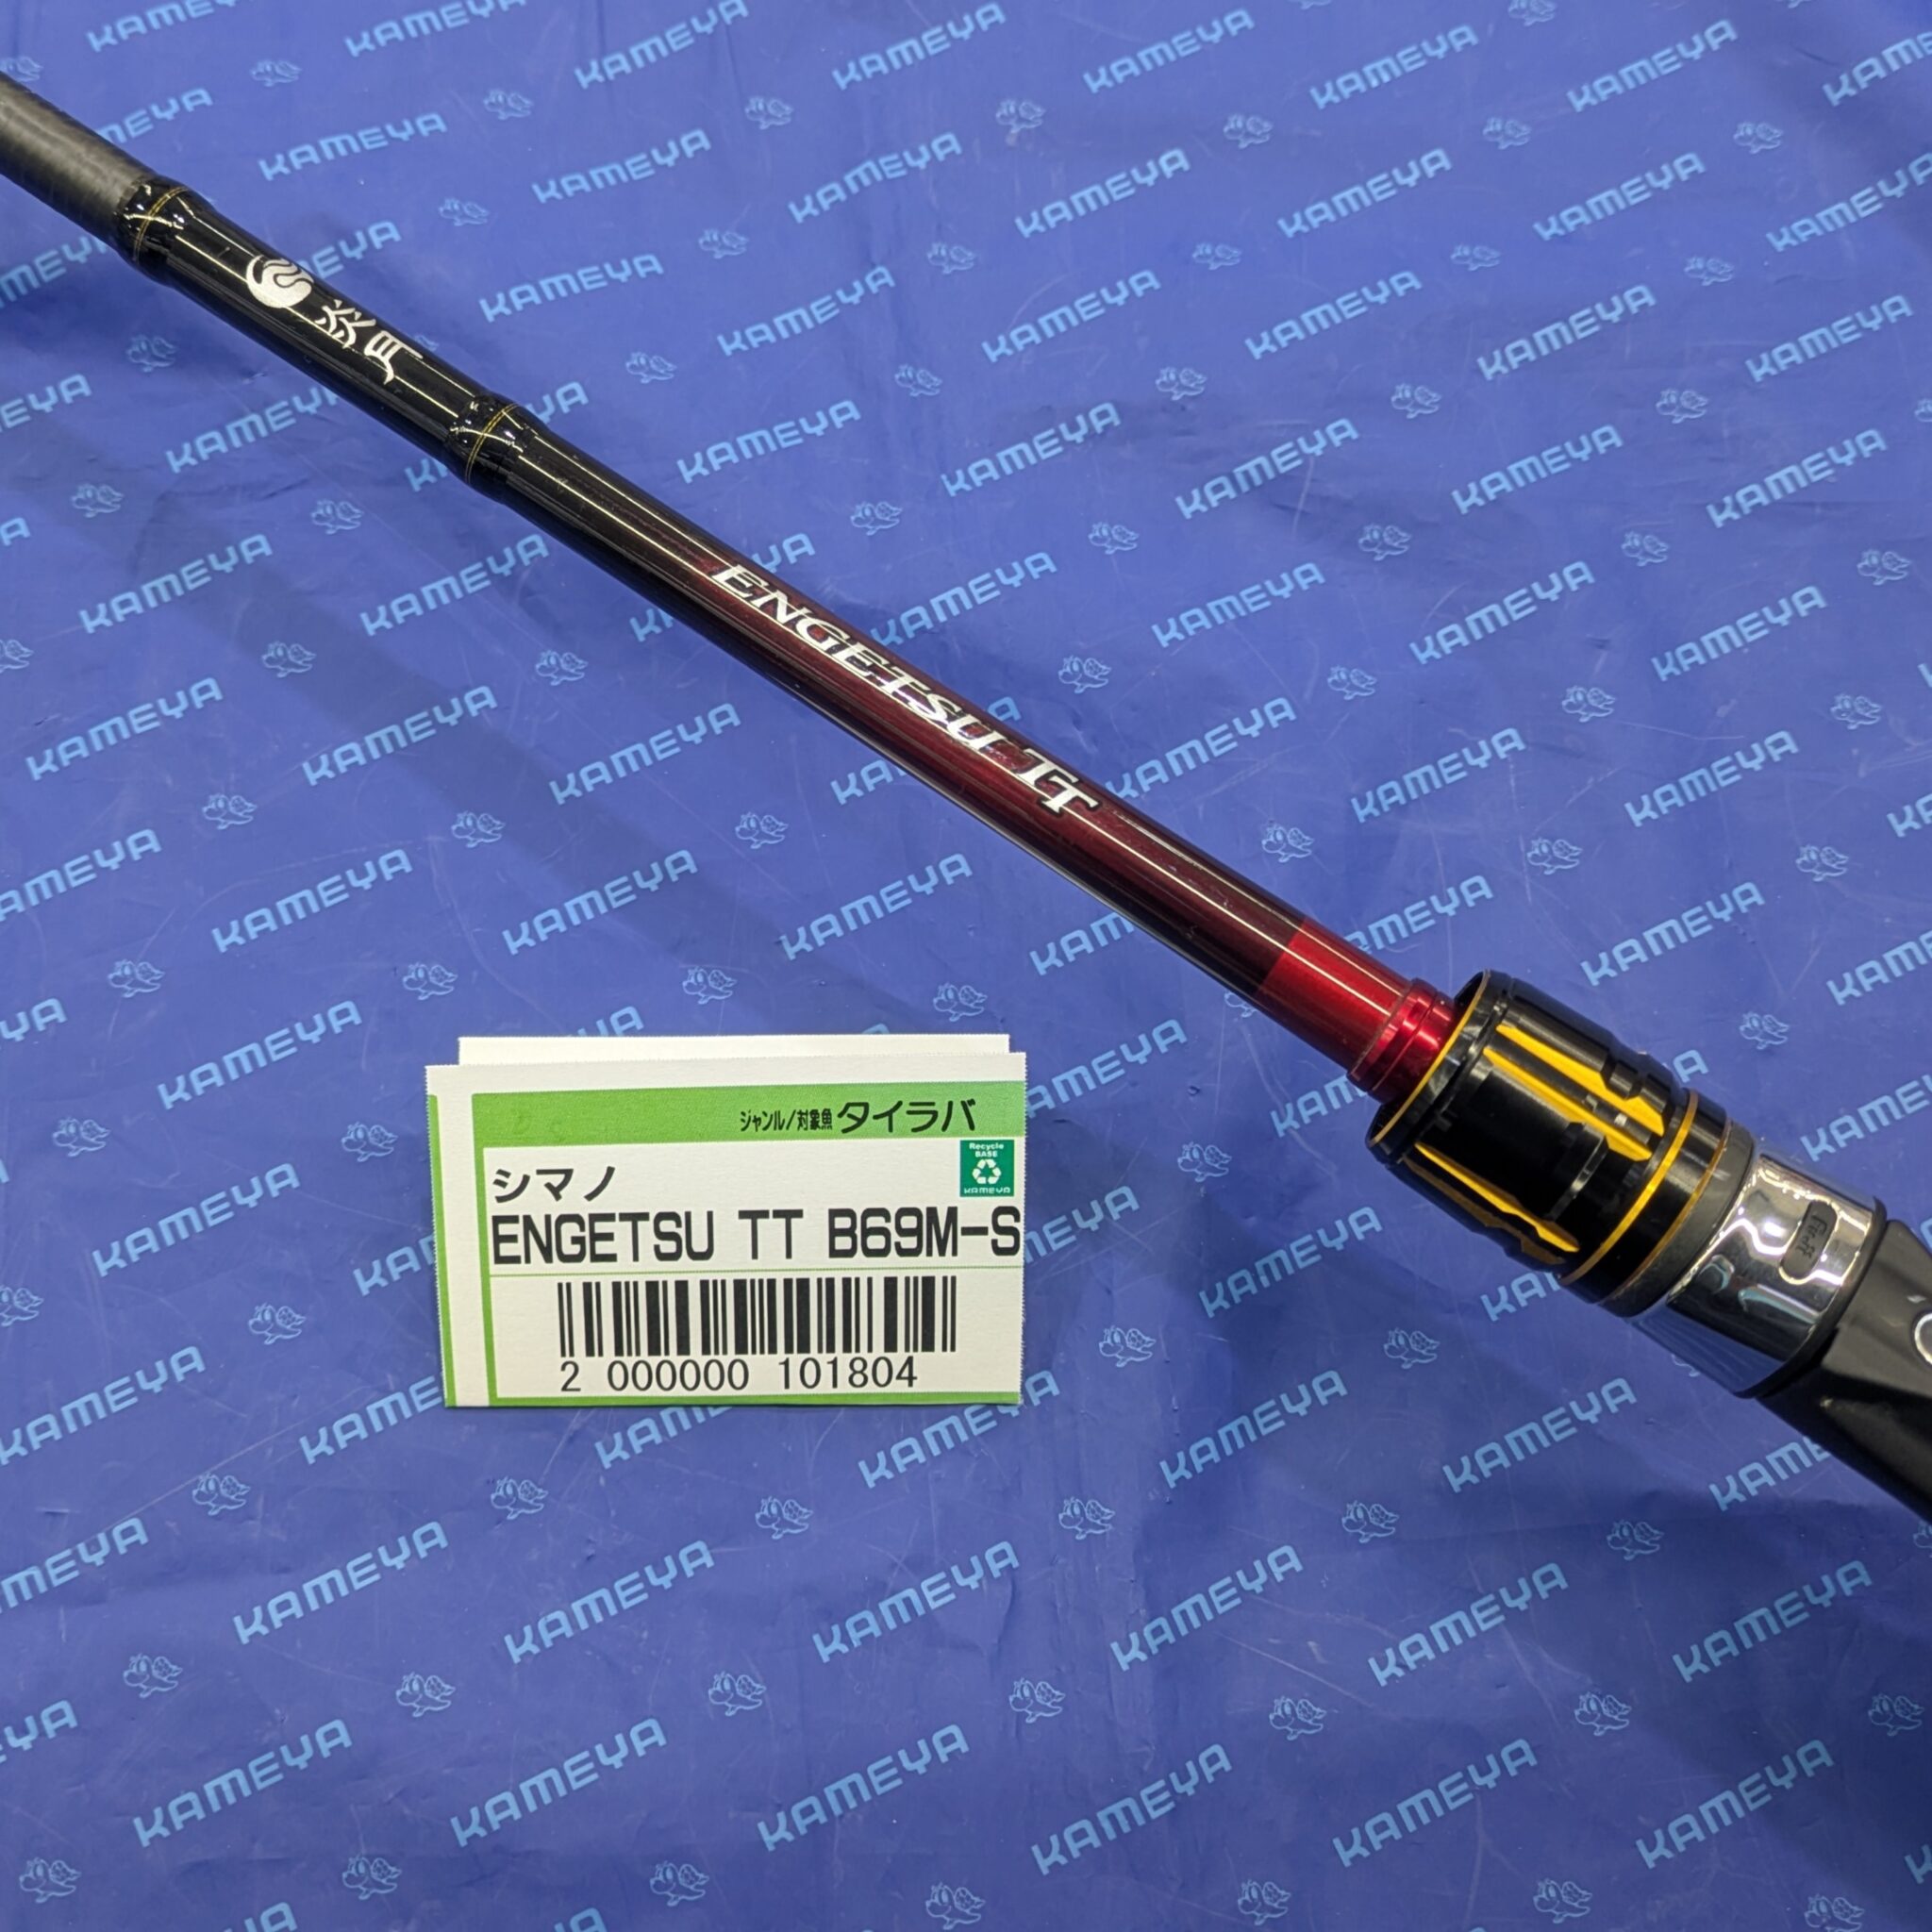 炎月
ENGETSU TT
ジャンル/対象魚 タイラバ
Recycle
BASE
KAMEYA
シマノ
ENGETSU TT B69M-S
2 000000 101804
KAMEYA